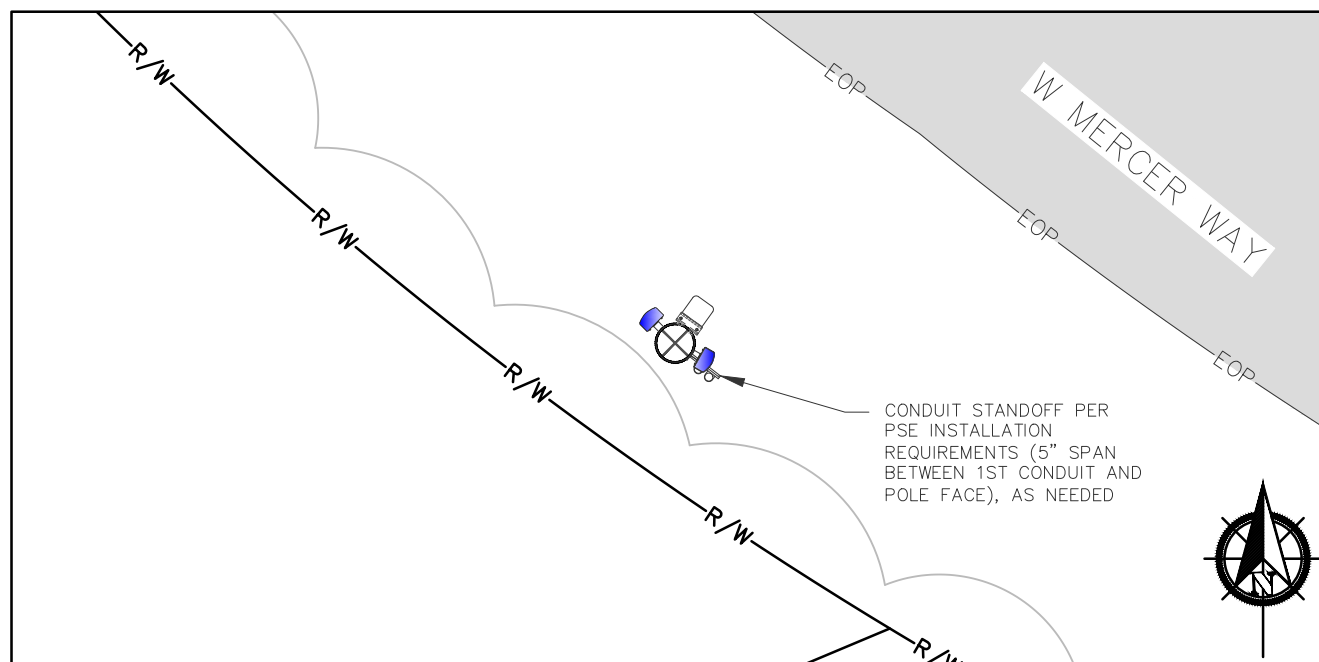 R/W
EOP
W MERCER WAY
R/W
EOP
R/W
EOP
CONDUIT STANDOFF PER
PSE INSTALLATION
REQUIREMENTS (5" SPAN
BETWEEN 1ST CONDUIT AND
POLE FACE), AS NEEDED
R/W
N
R/W